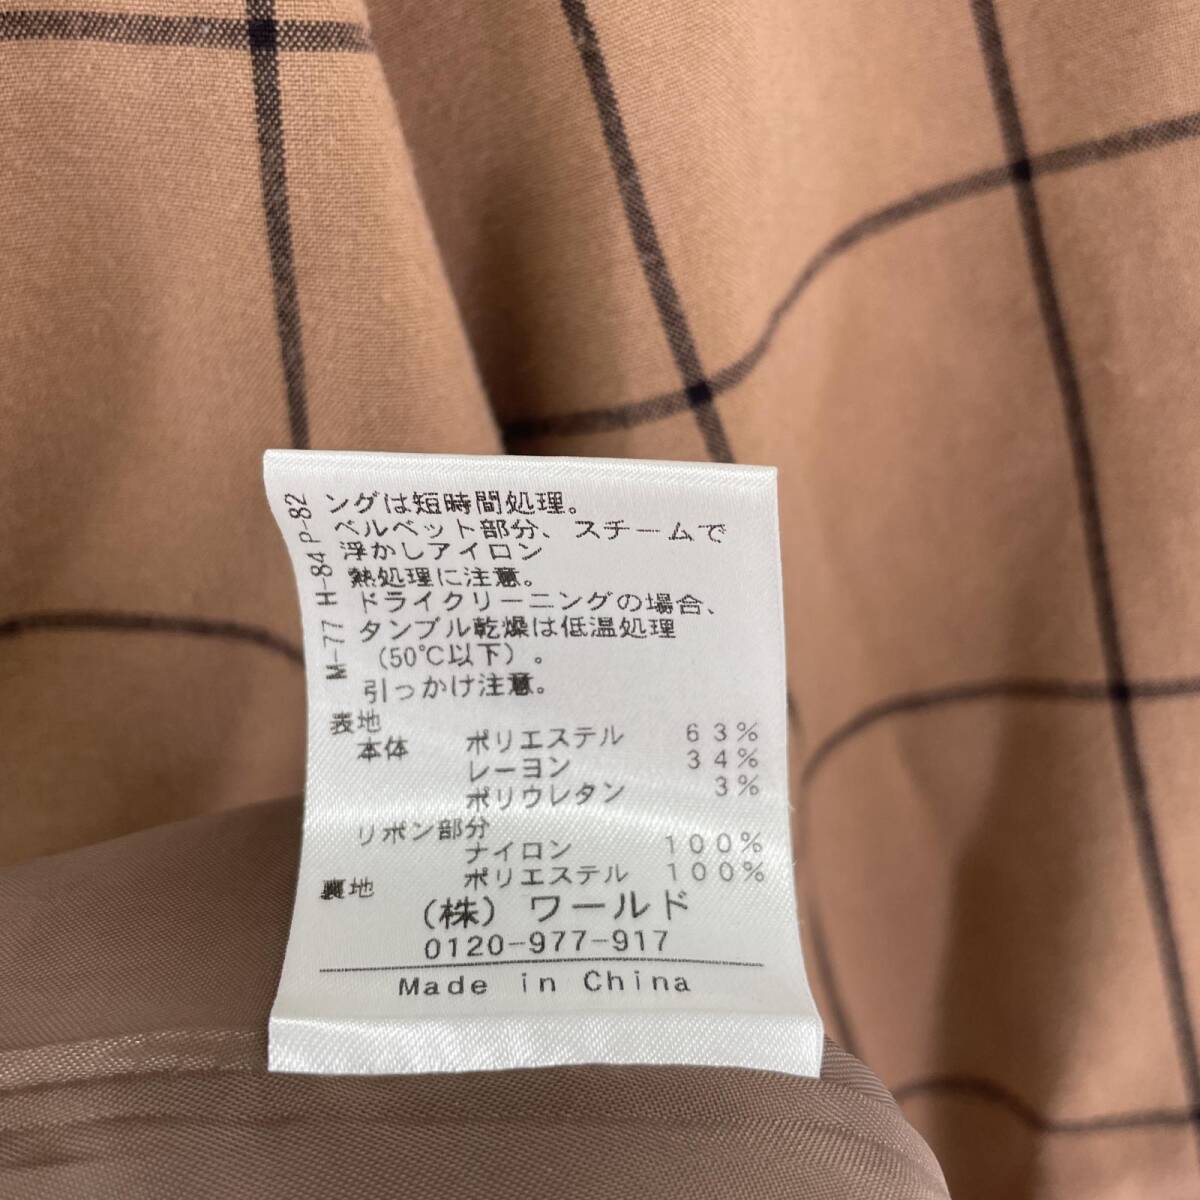 ングは短時間処理。
ベルベット部分、スチームで
浮かしアイロン
熱処理に注意。
ドライクリーニングの場合、
タンブル乾燥は低温処理
(50℃以下)。
引っかけ注意。
M-77 H-84 P-82
表地
本体 ポリエステル 63%
レーヨン 34%
ポリウレタン 3%
リボン部分
ナイロン 100%
裏地 ポリエステル 100%
(株)ワールド
0120-977-917
Made in China